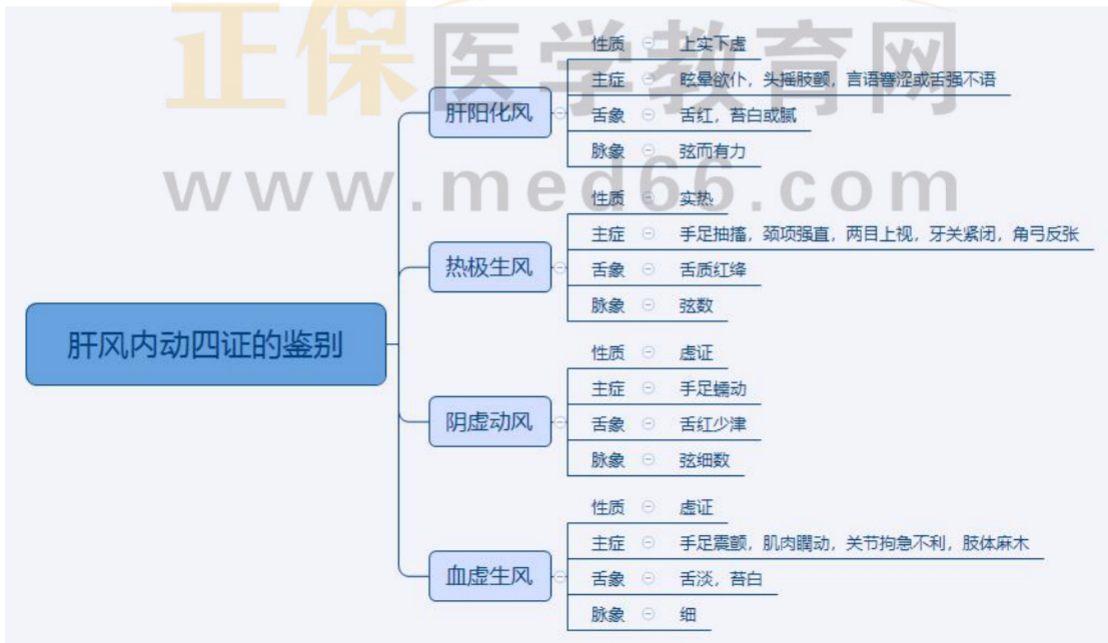 正保医学教育网
www.med66.com
肝风内动四证的鉴别
肝阳化风
性质 上实下虚
主症 眩晕欲仆，头摇肢颤，言语謇涩或舌强不语
舌象 舌红，苔白或腻
脉象 弦而有力
热极生风
性质 实热
主症 手足抽搐，颈项强直，两目上视，牙关紧闭，角弓反张
舌象 舌质红绛
脉象 弦数
阴虚动风
性质 虚证
主症 手足蠕动
舌象 舌红少津
脉象 弦细数
血虚生风
性质 虚证
主症 手足震颤，肌肉瞤动，关节拘急不利，肢体麻木
舌象 舌淡，苔白
脉象 细